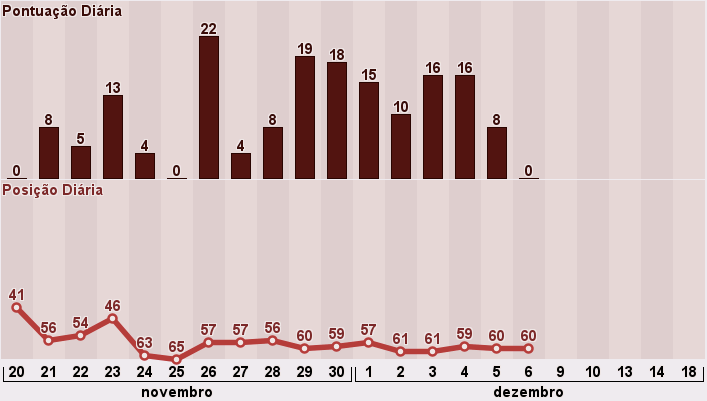 Pontuação Diária
0 8 5 13 4 0 22 4 8 19 18 15 10 16 16 8 0
Posição Diária
41 56 54 46 63 65 57 57 56 60 59 57 61 61 59 60 60
20 21 22 23 24 25 26 27 28 29 30 1 2 3 4 5 6 9 10 13 14 18
novembro dezembro